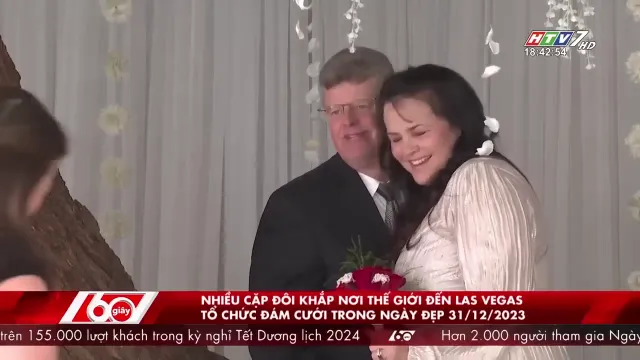 HTV7 HD
18:42:54
60 giây
NHIỀU CẶP ĐÔI KHẮP NƠI THẾ GIỚI ĐẾN LAS VEGAS
TỔ CHỨC ĐÁM CƯỚI TRONG NGÀY ĐẸP 31/12/2023
trên 155.000 lượt khách trong kỳ nghỉ Tết Dương lịch 2024 60 giây Hơn 2.000 người tham gia Ngày